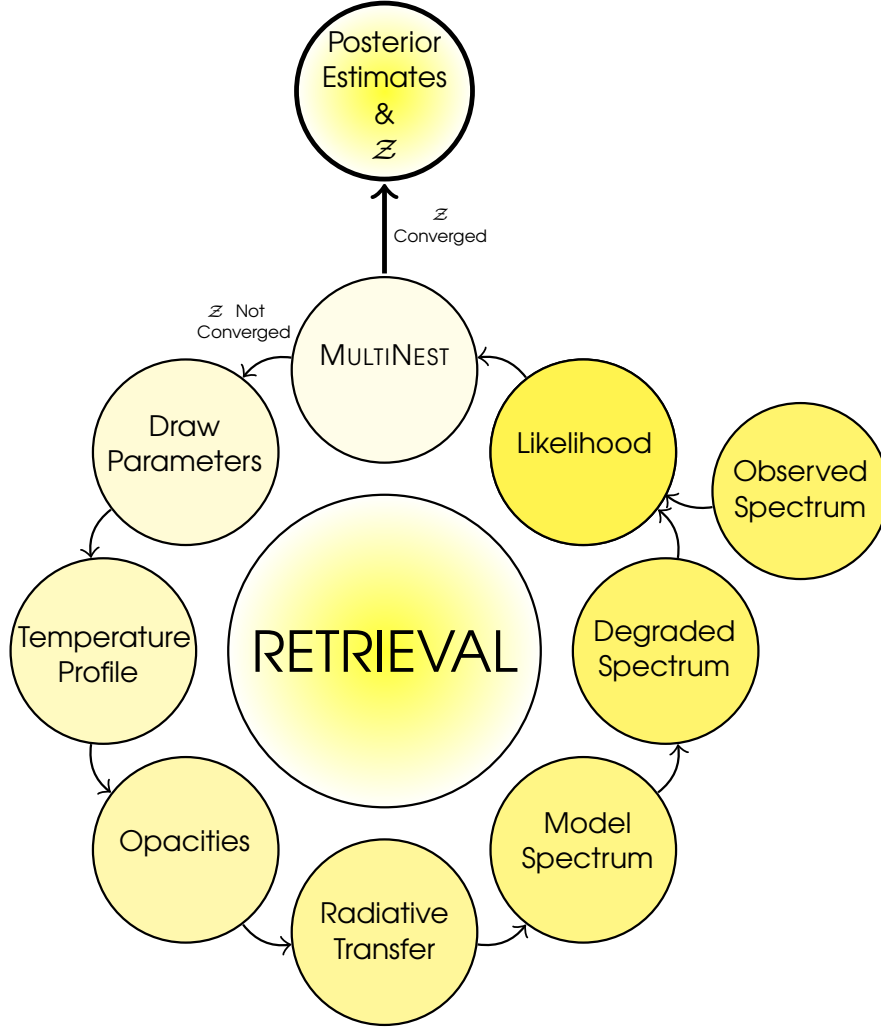 Posterior
Estimates
&
𝒵
𝒵
Converged
𝒵 Not
Converged
MULTINEST
Draw
Parameters
Likelihood
Observed
Spectrum
Temperature
Profile
RETRIEVAL
Degraded
Spectrum
Opacities
Model
Spectrum
Radiative
Transfer